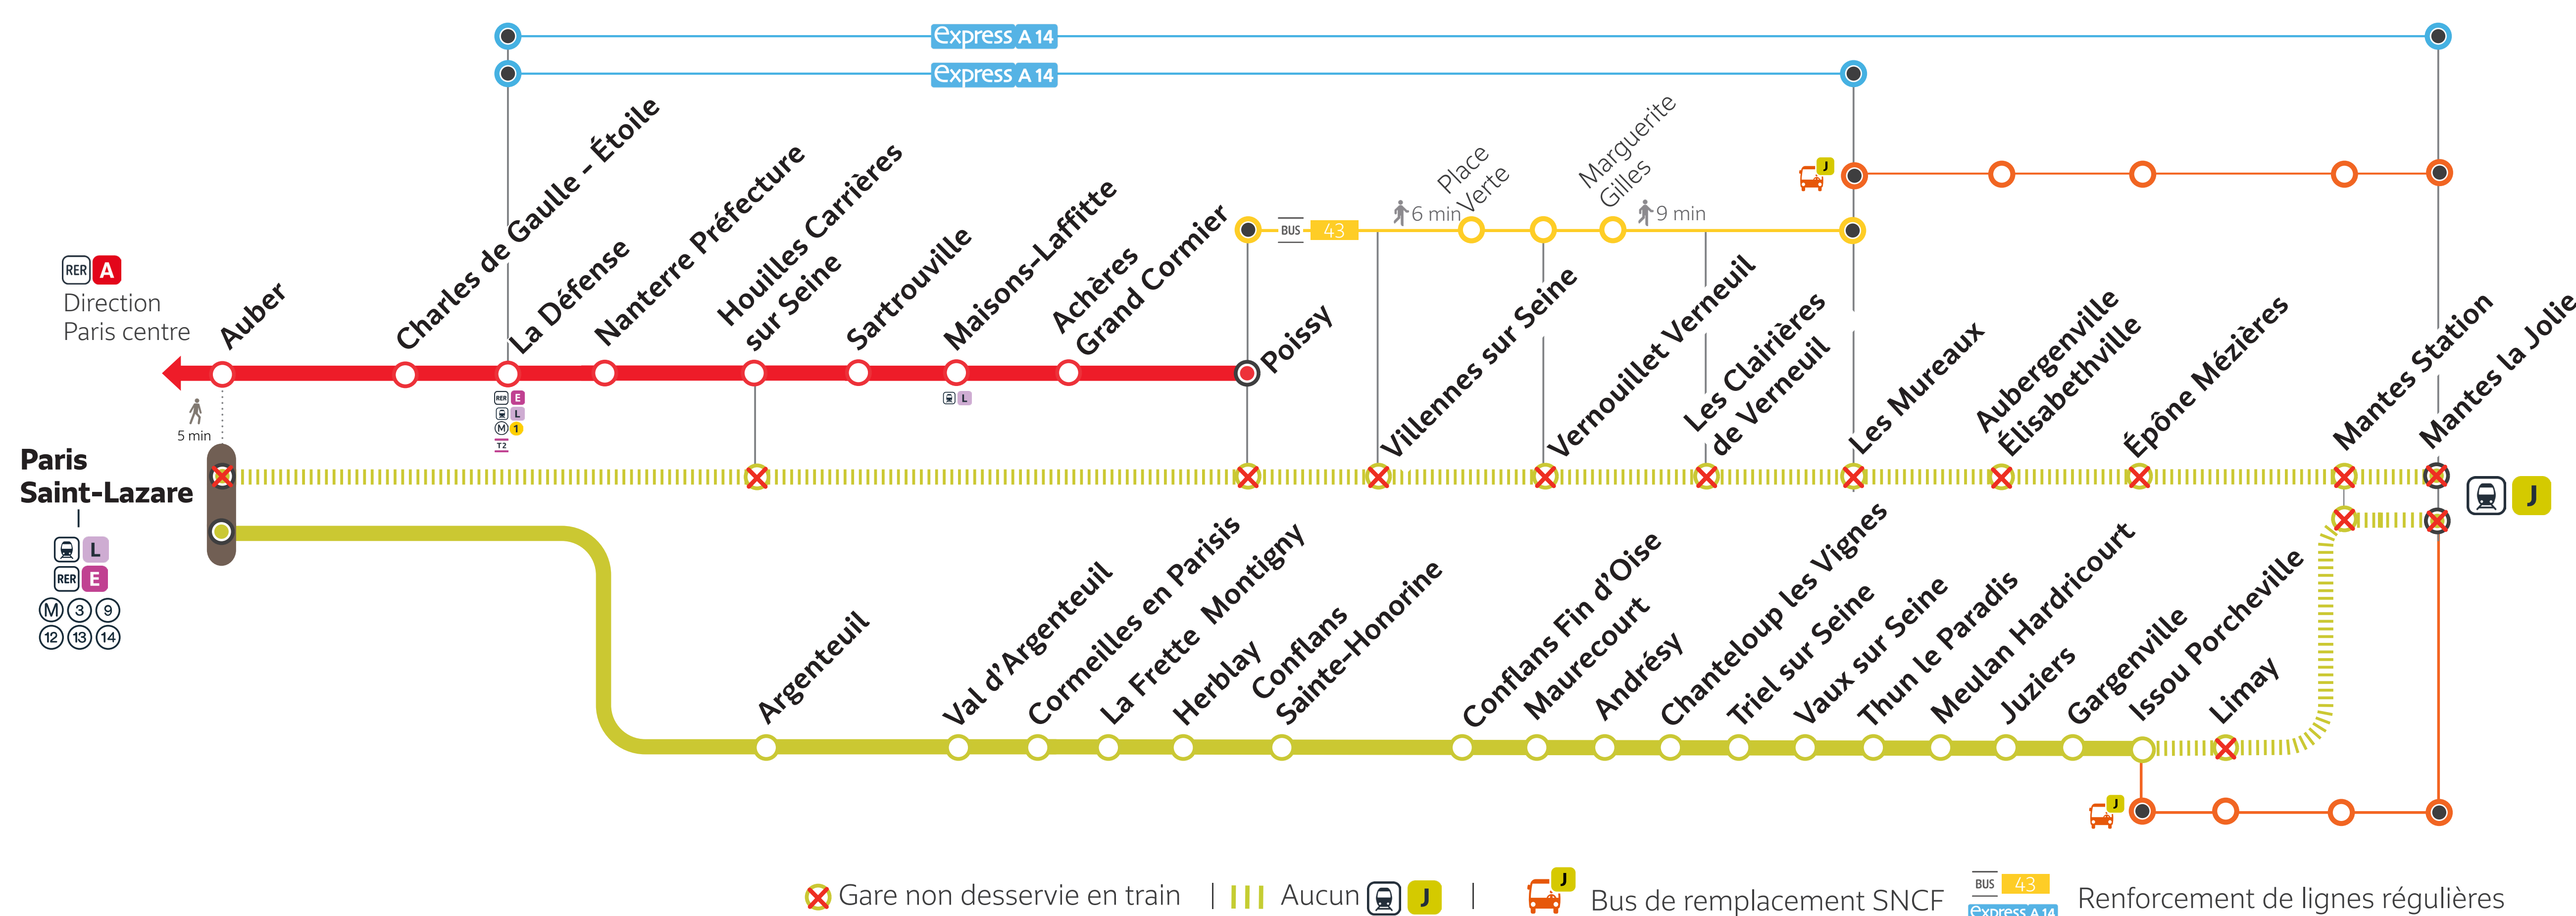 express A 14
express A 14
RER A
Direction
Paris centre
Auber
Charles de Gaulle - Étoile
La Défense
Nanterre Préfecture
Houilles Carrières
sur Seine
Sartrouville
Maisons-Laffitte
Achères
Grand Cormier
Poissy
BUS 43
6 min
Place
Verte
Marguerite
Gilles
9 min
J
RER E
L
M 1
T2
L
5 min
Paris
Saint-Lazare
L
RER E
M 3 9
12 13 14
Villennes sur Seine
Vernouillet Verneuil
Les Clairières
de Verneuil
Les Mureaux
Aubergenville
Élisabethville
Épône Mézières
Mantes Station
Mantes la Jolie
J
Argenteuil
Val d'Argenteuil
Cormeilles en Parisis
La Frette Montigny
Herblay
Conflans
Sainte-Honorine
Conflans Fin d'Oise
Maurecourt
Andrésy
Chanteloup les Vignes
Triel sur Seine
Vaux sur Seine
Thun le Paradis
Meulan Hardricourt
Juziers
Gargenville
Issou Porcheville
Limay
J
Gare non desservie en train | Aucun J |
J Bus de remplacement SNCF
BUS 43
express A 14
Renforcement de lignes régulières